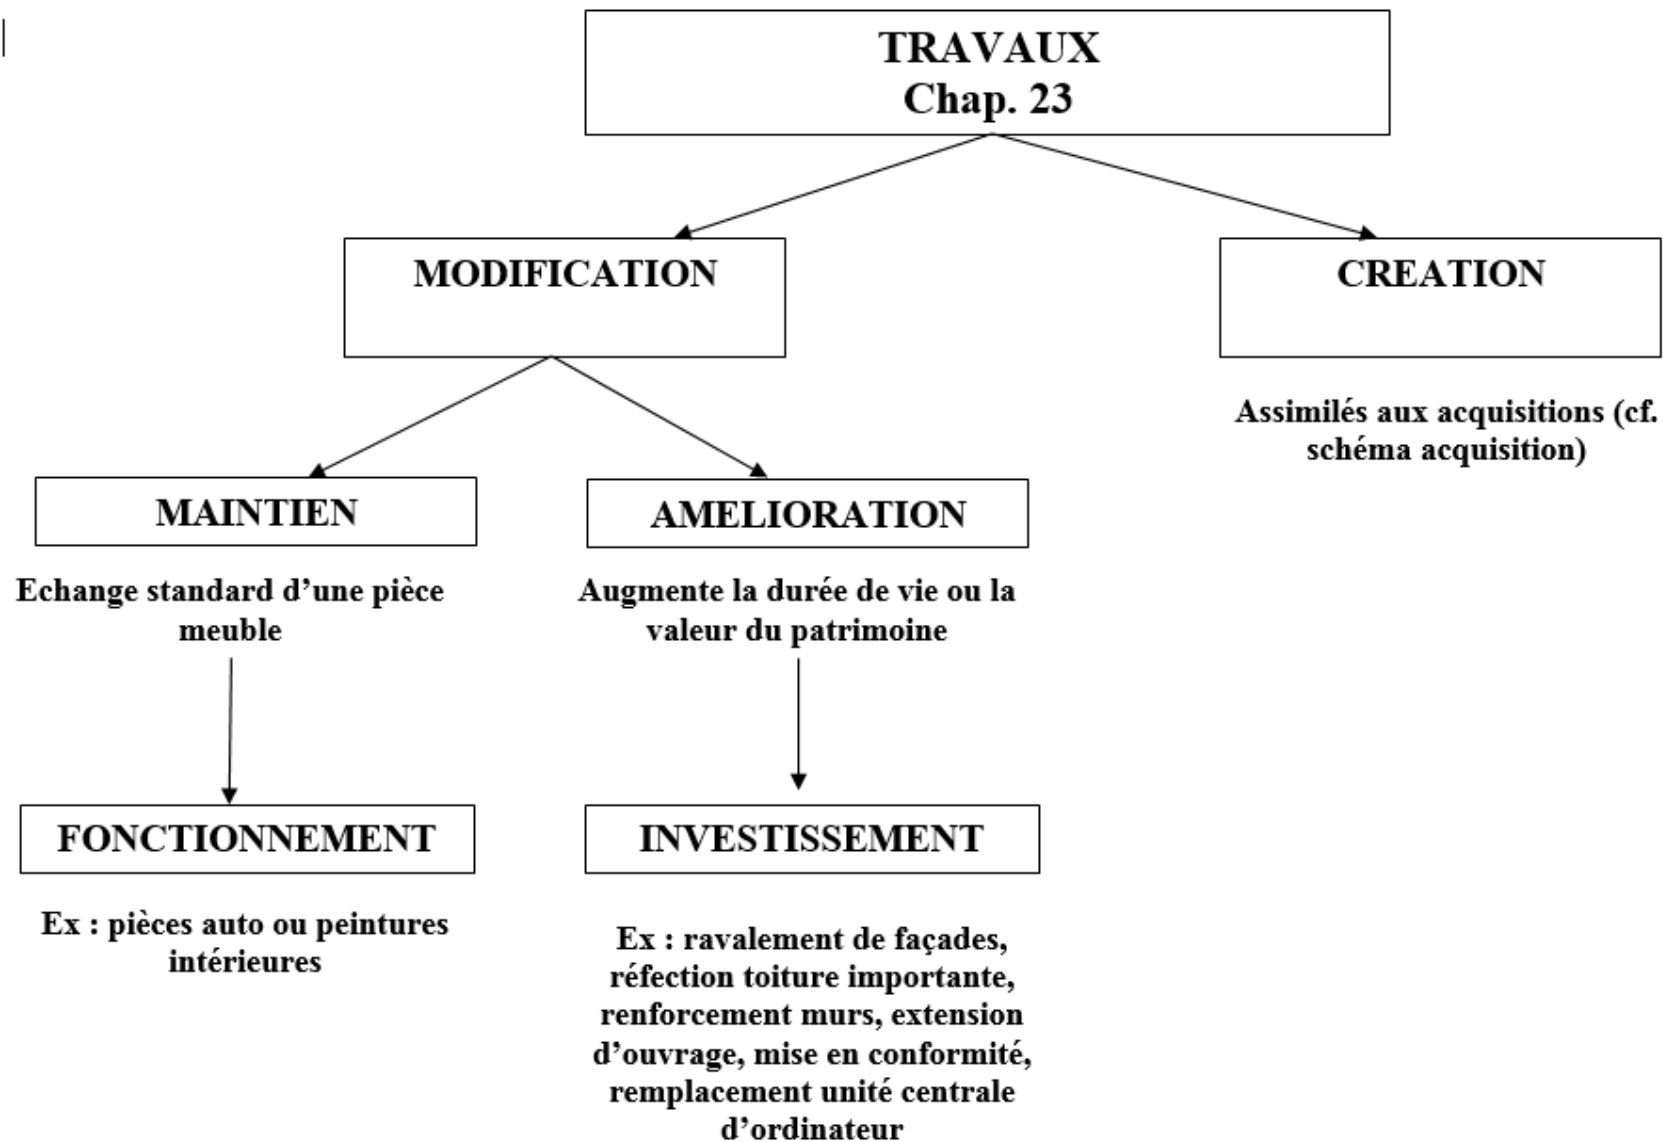 TRAVAUX
Chap. 23
MODIFICATION
CREATION
Assimilés aux acquisitions (cf.
schéma acquisition)
MAINTIEN
AMELIORATION
Echange standard d’une pièce
meuble
Augmente la durée de vie ou la
valeur du patrimoine
FONCTIONNEMENT
INVESTISSEMENT
Ex : pièces auto ou peintures
intérieures
Ex : ravalement de façades,
réfection toiture importante,
renforcement murs, extension
d’ouvrage, mise en conformité,
remplacement unité centrale
d’ordinateur